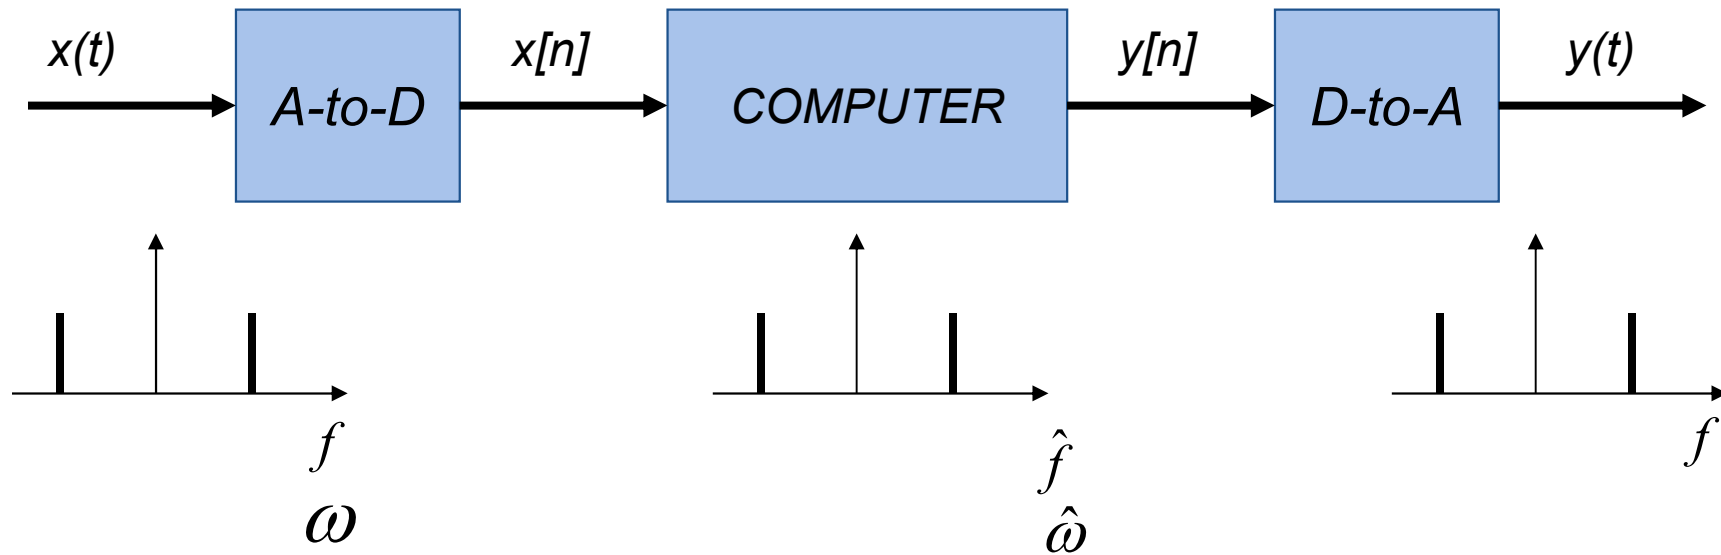 x(t)
A-to-D
x[n]
COMPUTER
y[n]
D-to-A
y(t)
f
ω
f̂
ω̂
f